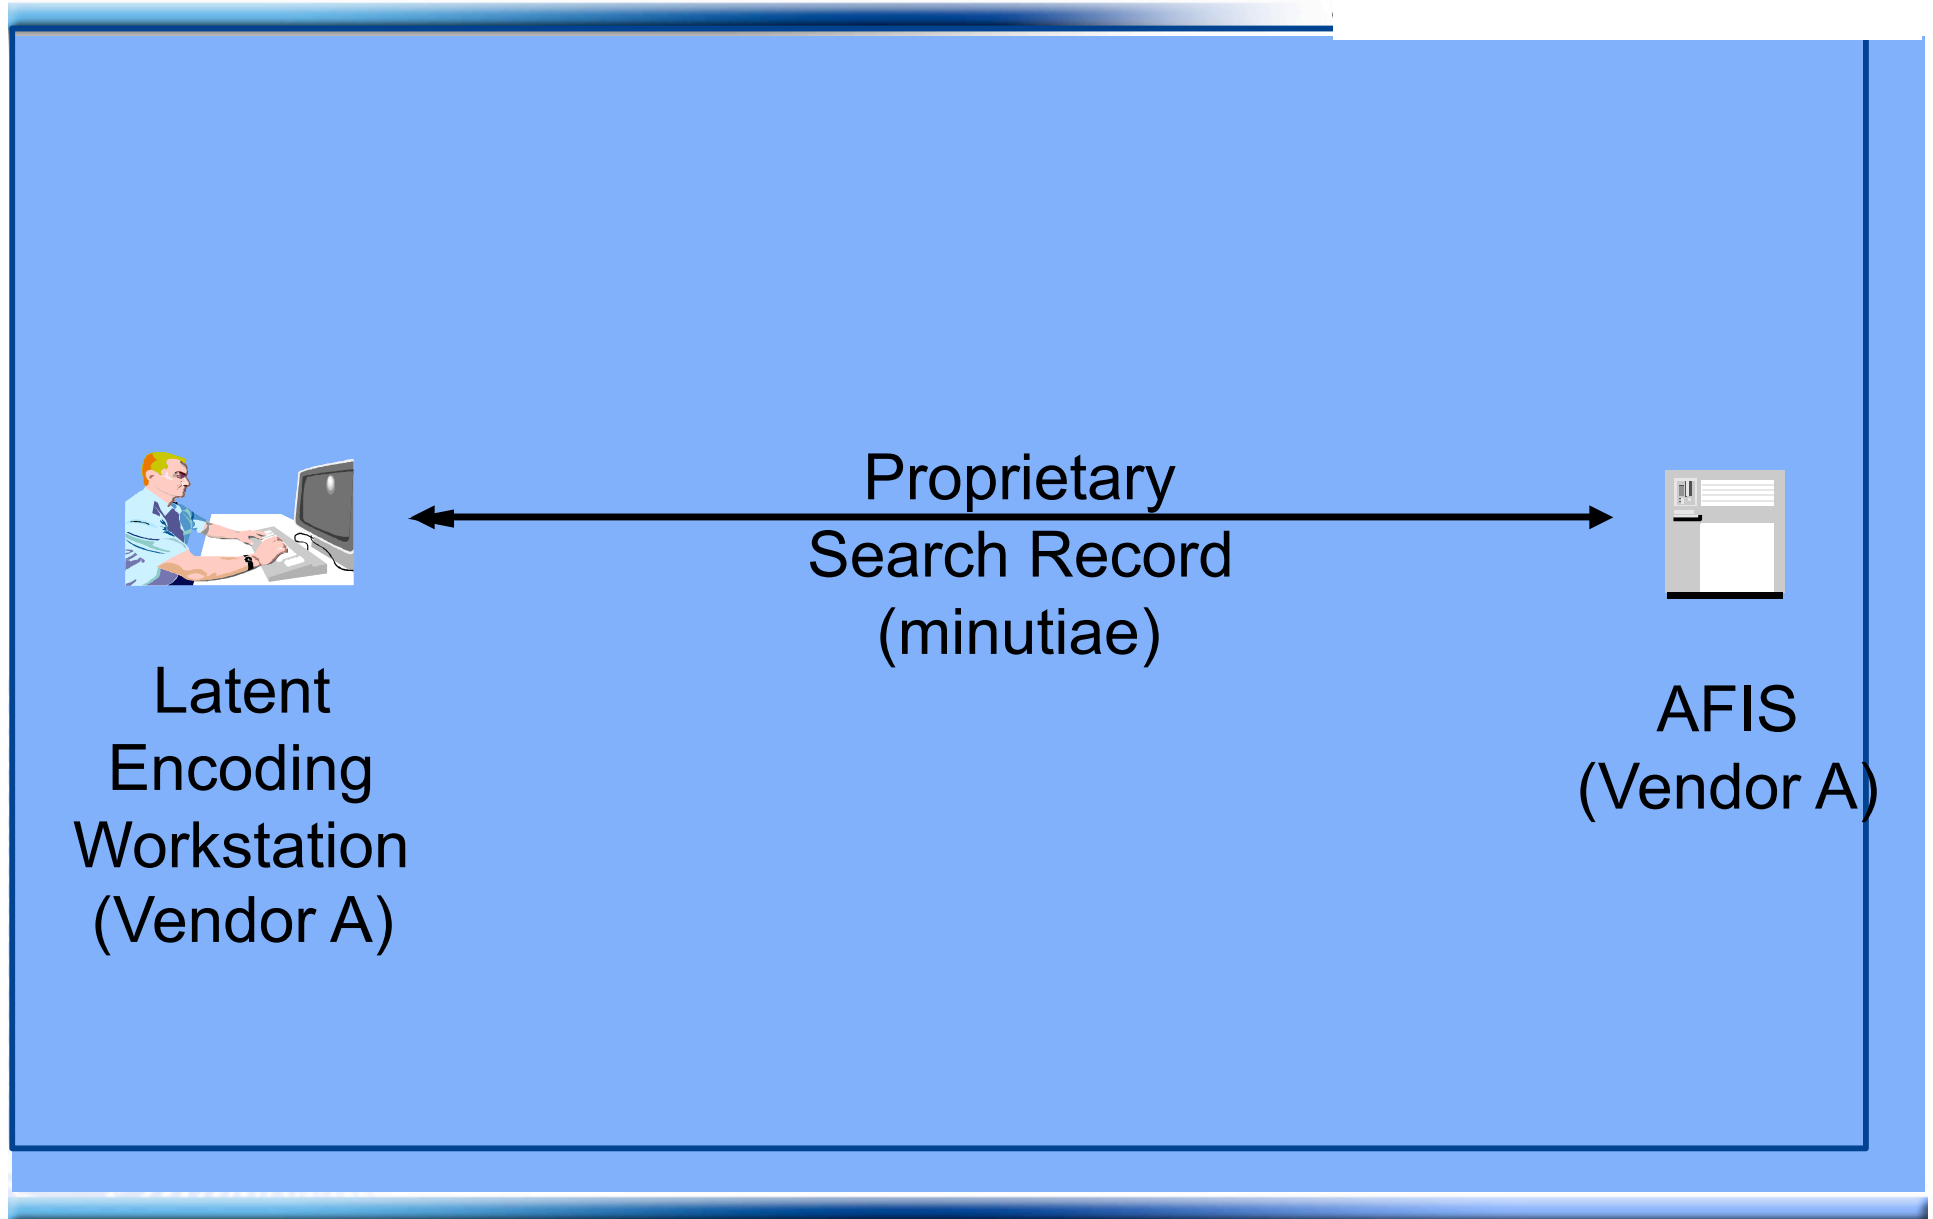 Proprietary
Search Record
(minutiae)
Latent
Encoding
Workstation
(Vendor A)
AFIS
(Vendor A)